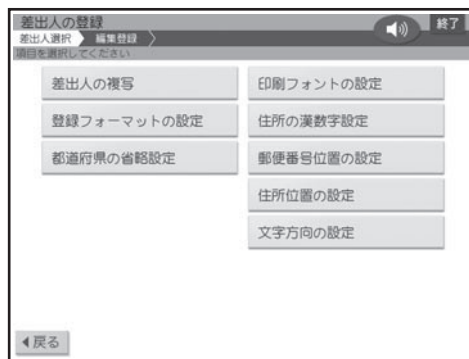 差出人の登録
終了
差出人選択 編集登録
項目を選択してください
差出人の複写
登録フォーマットの設定
都道府県の省略設定
印刷フォントの設定
住所の漢数字設定
郵便番号位置の設定
住所位置の設定
文字方向の設定
戻る